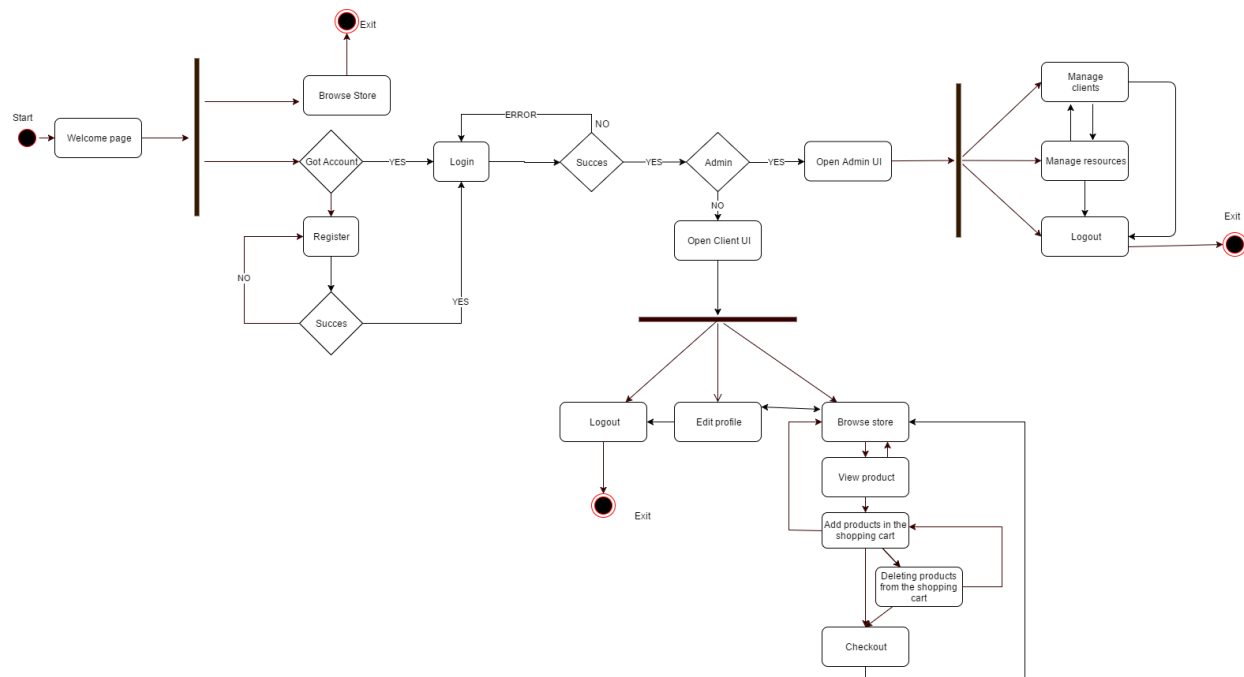 Exit
Start
Welcome page
Browse Store
Got Account
YES
Login
ERROR
NO
Succes
YES
Admin
YES
Open Admin UI
Manage
clients
Manage resources
Logout
Exit
Register
NO
Succes
YES
NO
Open Client UI
Logout
Edit profile
Browse store
View product
Exit
Add products in the
shopping cart
Deleting products
from the shopping
cart
Checkout